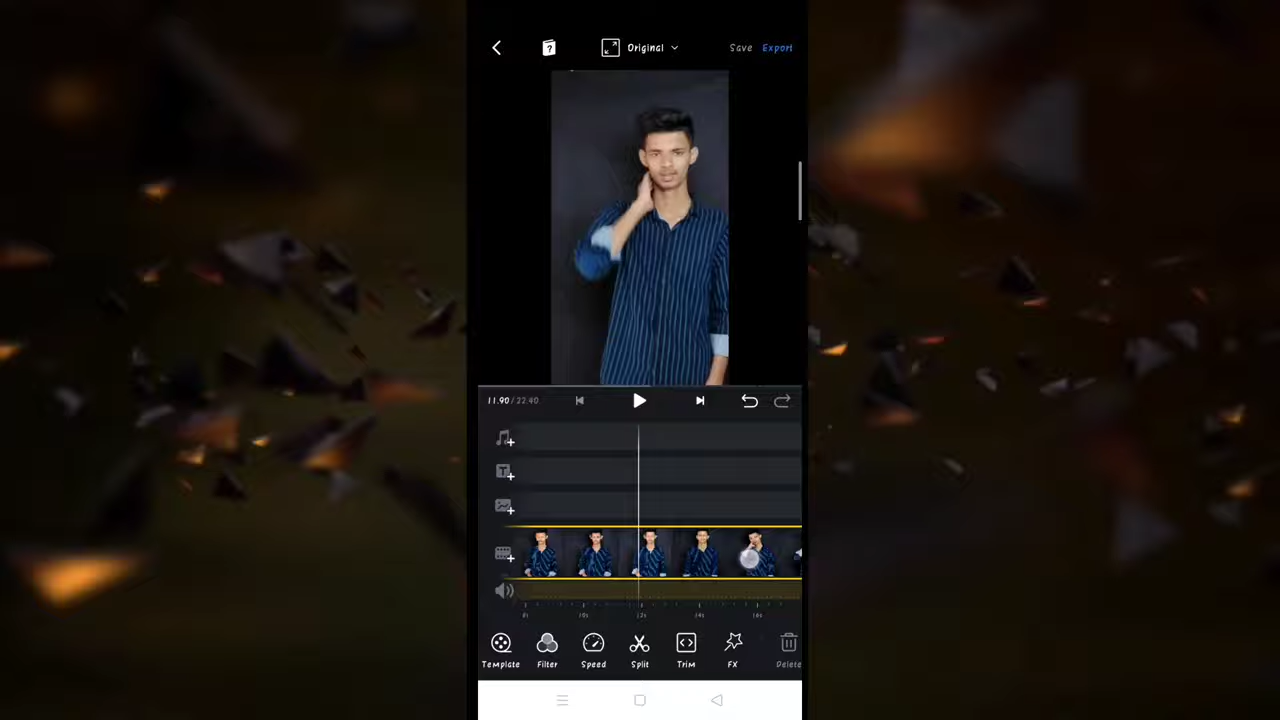 Original
Save Export
11.90/22.40
Template Filter Speed Split Trim FX Delete